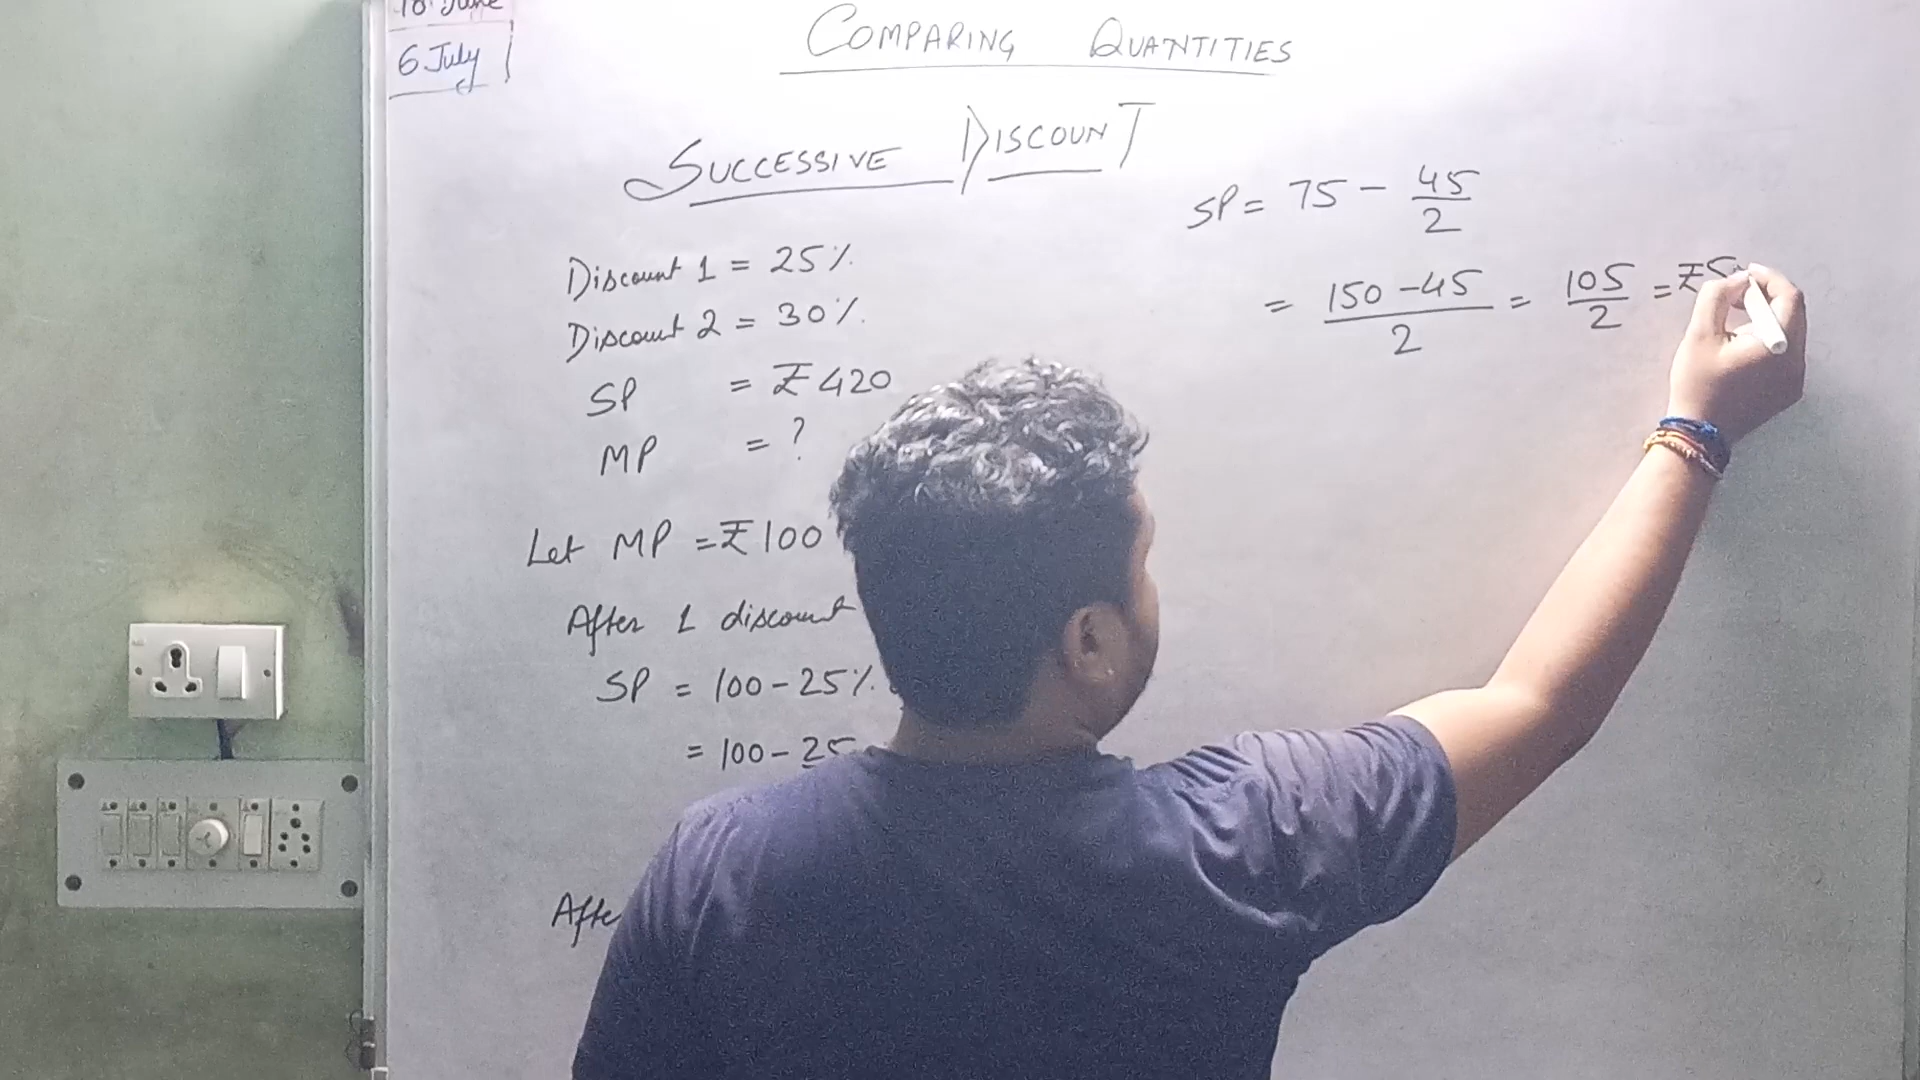 18 June
6 July
COMPARING QUANTITIES
SUCCESSIVE DISCOUNT
Discount 1 = 25%.
Discount 2 = 30%.
SP = ₹420
MP = ?
Let MP = ₹100
After 1 discount
SP = 100-25%.
= 100-25
SP = 75 - 45/2
= 150-45/2 = 105/2 = ₹5